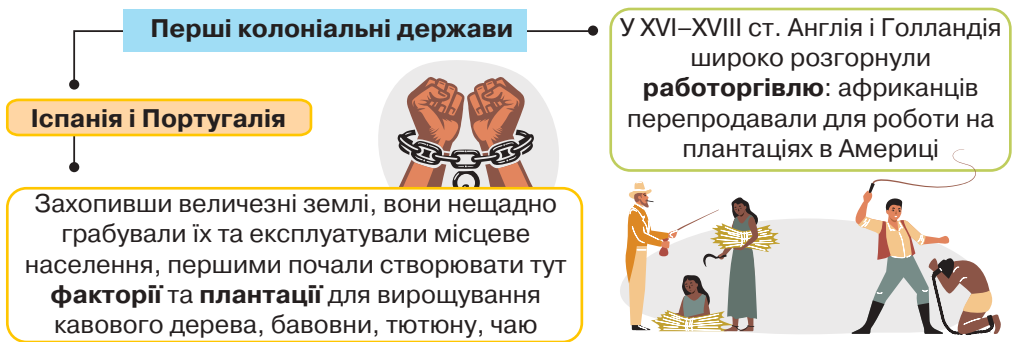 Перші колоніальні держави
Іспанія і Португалія
Захопивши величезні землі, вони нещадно
грабували їх та експлуатували місцеве
населення, першими почали створювати тут
факторії та плантації для вирощування
кавового дерева, бавовни, тютюну, чаю
У XVI–XVIII ст. Англія і Голландія
широко розгорнули
работоргівлю: африканців
перепродавали для роботи на
плантаціях в Америці